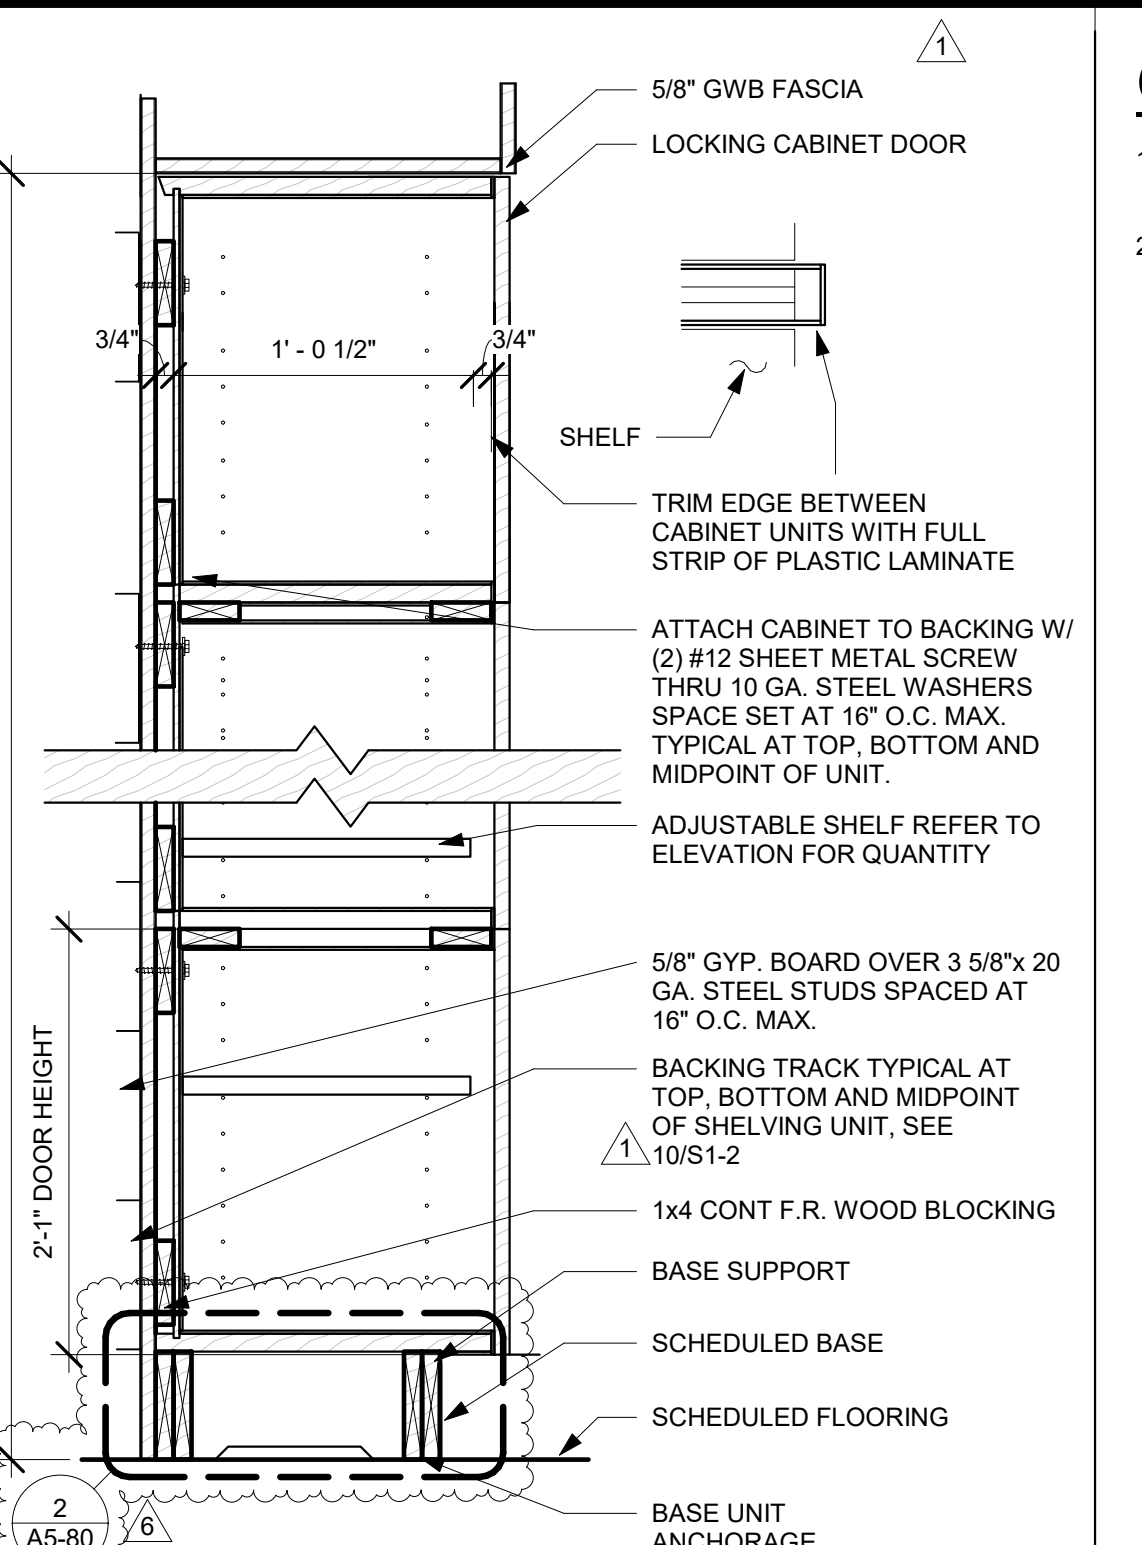 1
5/8" GWB FASCIA
LOCKING CABINET DOOR
3/4"
1' - 0 1/2"
3/4"
SHELF
TRIM EDGE BETWEEN
CABINET UNITS WITH FULL
STRIP OF PLASTIC LAMINATE
ATTACH CABINET TO BACKING W/
(2) #12 SHEET METAL SCREW
THRU 10 GA. STEEL WASHERS
SPACE SET AT 16" O.C. MAX.
TYPICAL AT TOP, BOTTOM AND
MIDPOINT OF UNIT.
ADJUSTABLE SHELF REFER TO
ELEVATION FOR QUANTITY
5/8" GYP. BOARD OVER 3 5/8"x 20
GA. STEEL STUDS SPACED AT
16" O.C. MAX.
2'-1" DOOR HEIGHT
BACKING TRACK TYPICAL AT
TOP, BOTTOM AND MIDPOINT
OF SHELVING UNIT, SEE
1 10/S1-2
1x4 CONT F.R. WOOD BLOCKING
BASE SUPPORT
SCHEDULED BASE
SCHEDULED FLOORING
BASE UNIT
ANCHORAGE
2
A5-80
6